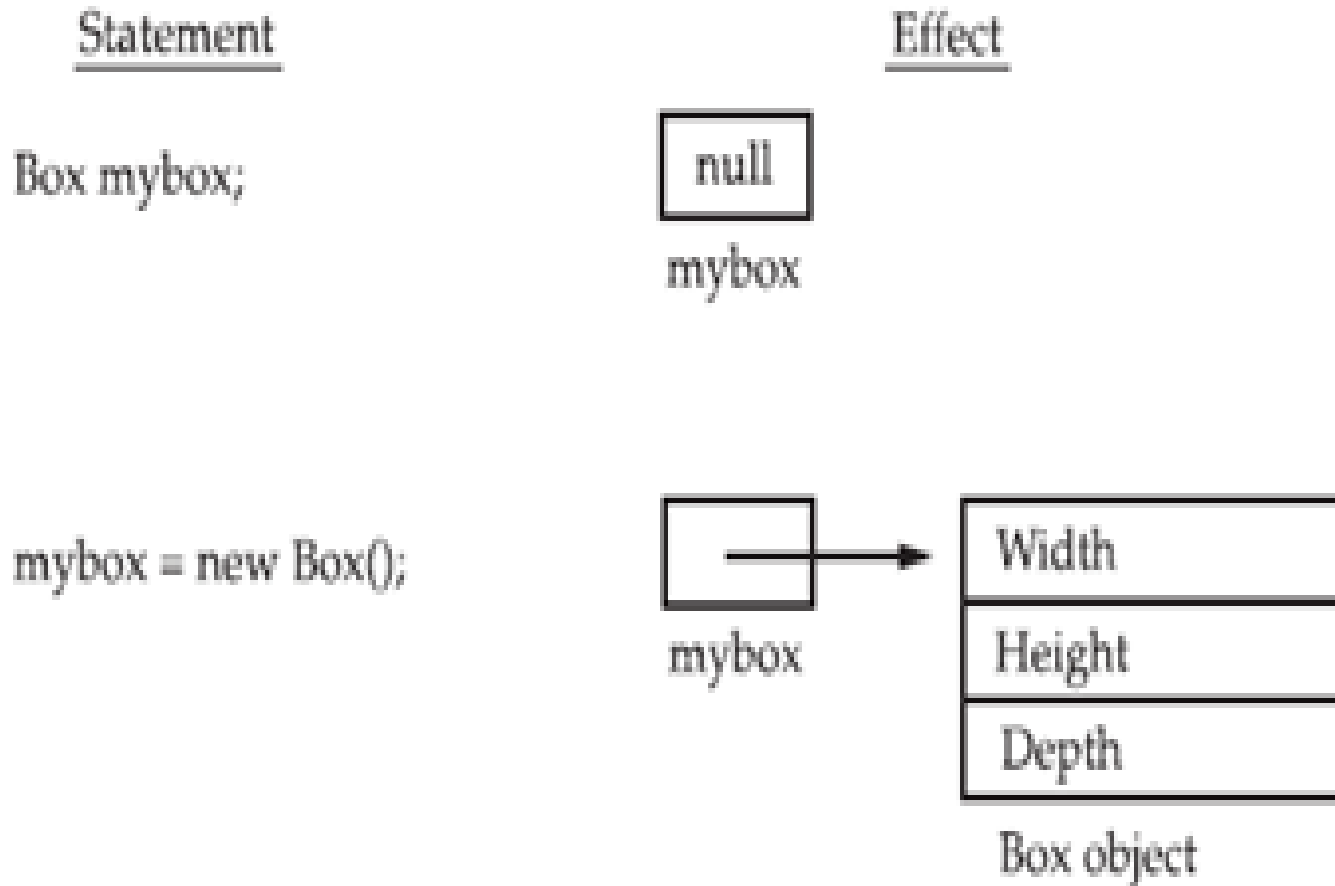 Statement
Effect
Box mybox;
null
mybox
mybox = new Box();
mybox
Width
Height
Depth
Box object